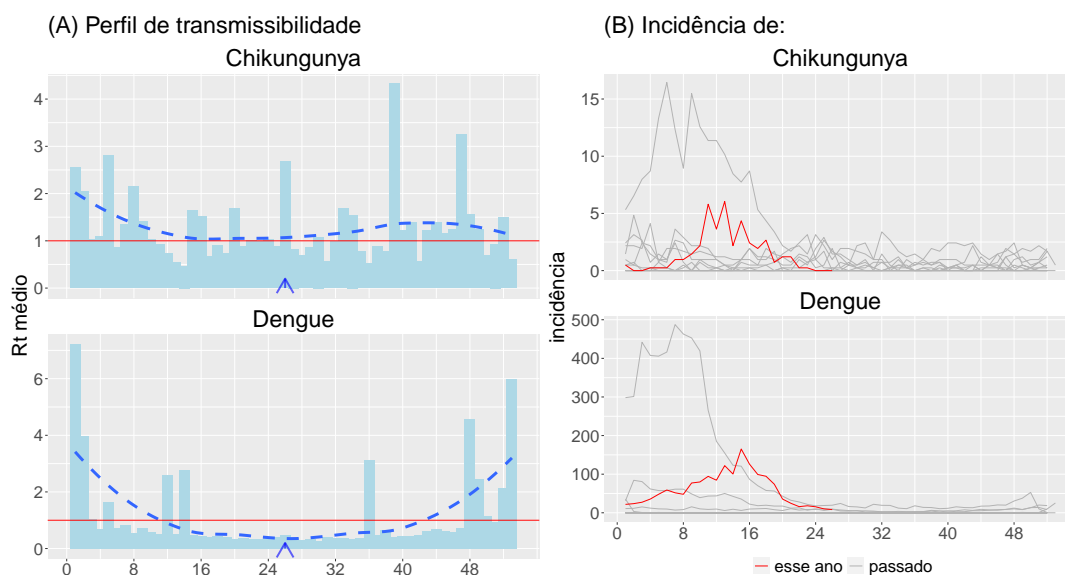 (A) Perfil de transmissibilidade
Chikungunya
4
3
2
1
0
Dengue
6
4
2
0
0 8 16 24 32 40 48
Rt médio
(B) Incidência de:
Chikungunya
15
10
5
0
Dengue
500
400
300
200
100
0
0 8 16 24 32 40 48
incidência
esse ano passado